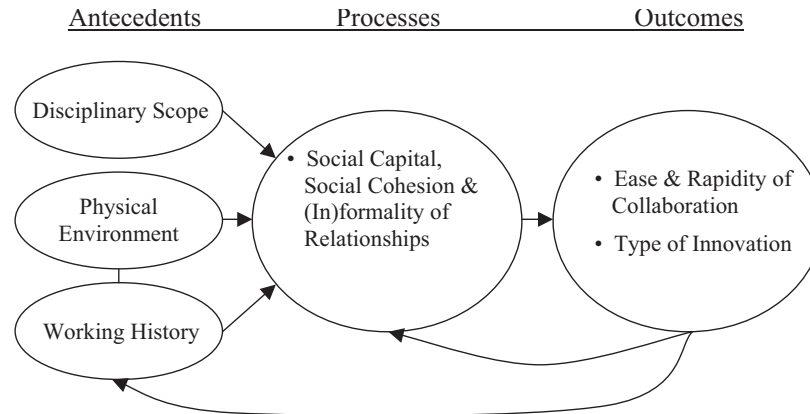 Antecedents Processes Outcomes
Disciplinary Scope
Physical
Environment
Working History
• Social Capital,
Social Cohesion &
(In)formality of
Relationships
• Ease & Rapidity of
Collaboration
• Type of Innovation